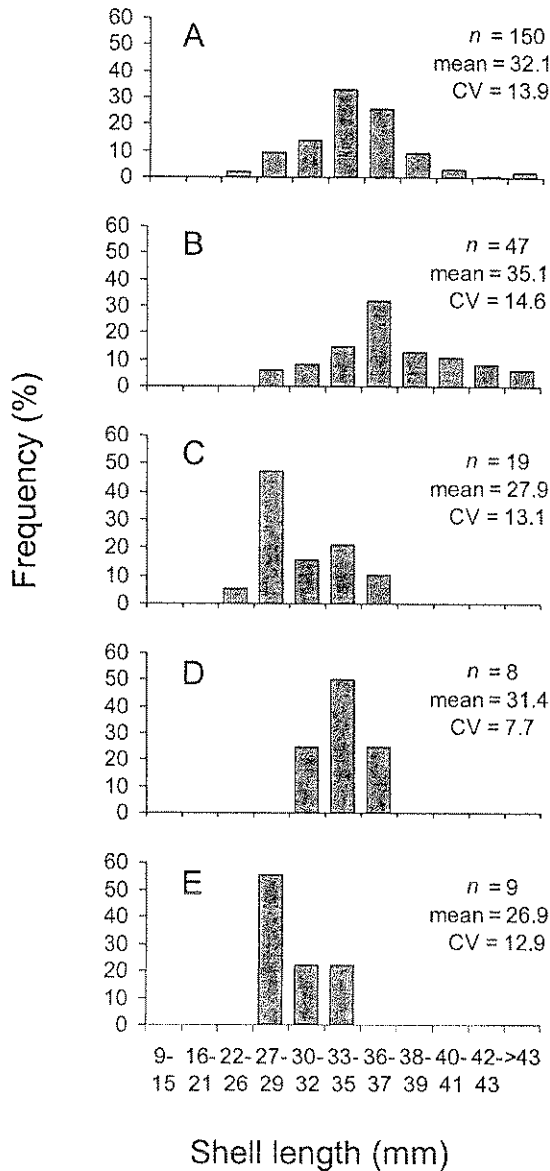 60
50
40
30
20
10
0
A
n = 150
mean = 32.1
CV = 13.9
60
50
40
30
20
10
0
B
n = 47
mean = 35.1
CV = 14.6
60
50
40
30
20
10
0
C
n = 19
mean = 27.9
CV = 13.1
60
50
40
30
20
10
0
D
n = 8
mean = 31.4
CV = 7.7
60
50
40
30
20
10
0
E
n = 9
mean = 26.9
CV = 12.9
Frequency (%)
9- 16- 22- 27- 30- 33- 36- 38- 40- 42- >43
15 21 26 29 32 35 37 39 41 43
Shell length (mm)